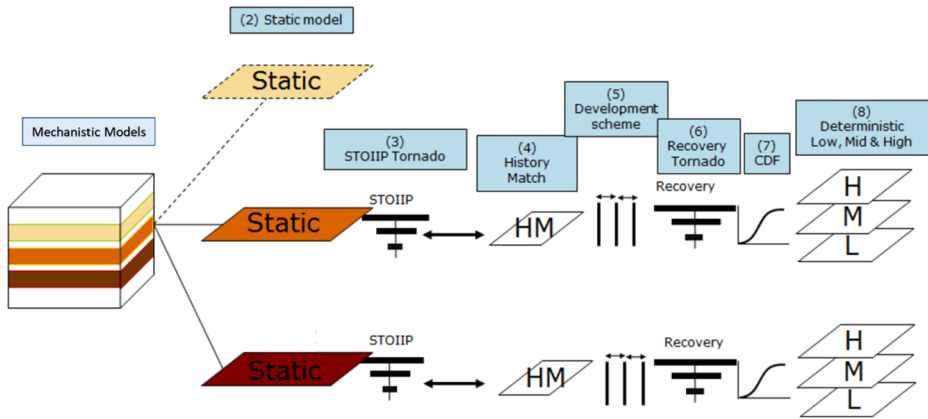 (2) Static model
Static
Mechanistic Models
(3)
STOIIP Tornado
(4)
History
Match
(5)
Development
scheme
(6)
Recovery
Tornado
(7)
CDF
(8)
Deterministic
Low, Mid & High
Static
STOIIP
HM
Recovery
H
M
L
Static
STOIIP
HM
Recovery
H
M
L